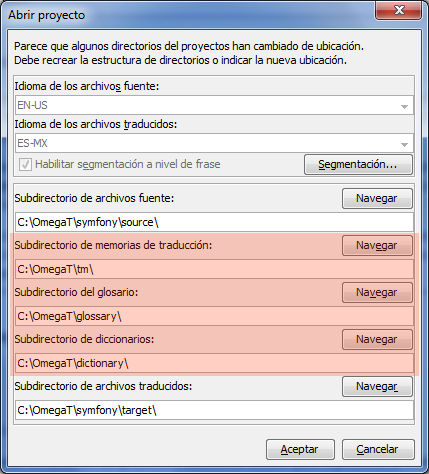 Abrir proyecto
Parece que algunos directorios del proyectos han cambiado de ubicación.
Debe recrear la estructura de directorios o indicar la nueva ubicación.
Idioma de los archivos fuente:
EN-US
Idioma de los archivos traducidos:
ES-MX
Habilitar segmentación a nivel de frase
Segmentación...
Subdirectorio de archivos fuente:
Navegar
C:\OmegaT\symfony\source\
Subdirectorio de memorias de traducción:
Navegar
C:\OmegaT\tm\
Subdirectorio del glosario:
Navegar
C:\OmegaT\glossary\
Subdirectorio de diccionarios:
Navegar
C:\OmegaT\dictionary\
Subdirectorio de archivos traducidos:
Navegar
C:\OmegaT\symfony\target\
Aceptar
Cancelar